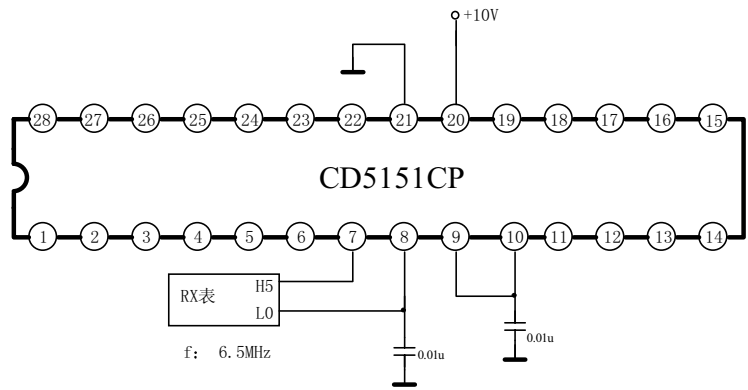 +10V
28 27 26 25 24 23 22 21 20 19 18 17 16 15
CD5151CP
1 2 3 4 5 6 7 8 9 10 11 12 13 14
H5
RX表
LO
0.01u
f: 6.5MHz
0.01u